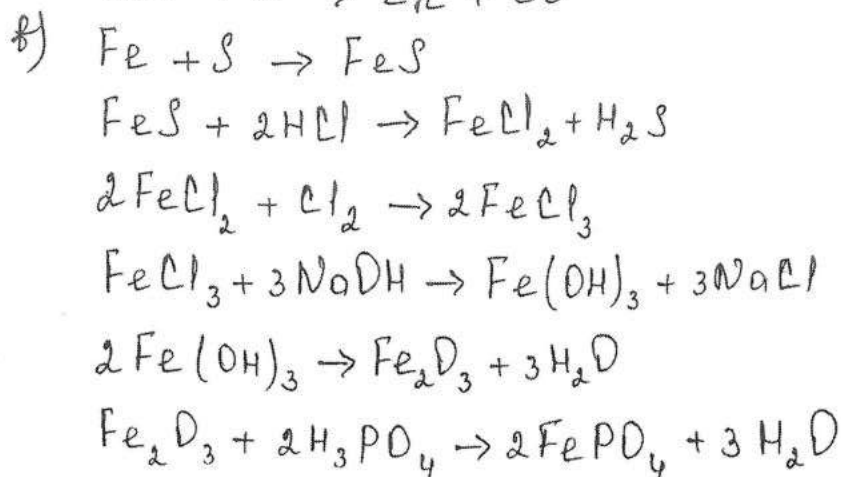 в) Fe + S → FeS
FeS + 2HCl → FeCl₂ + H₂S
2FeCl₂ + Cl₂ → 2FeCl₃
FeCl₃ + 3NaOH → Fe(OH)₃ + 3NaCl
2Fe(OH)₃ → Fe₂O₃ + 3H₂O
Fe₂O₃ + 2H₃PO₄ → 2FePO₄ + 3H₂O